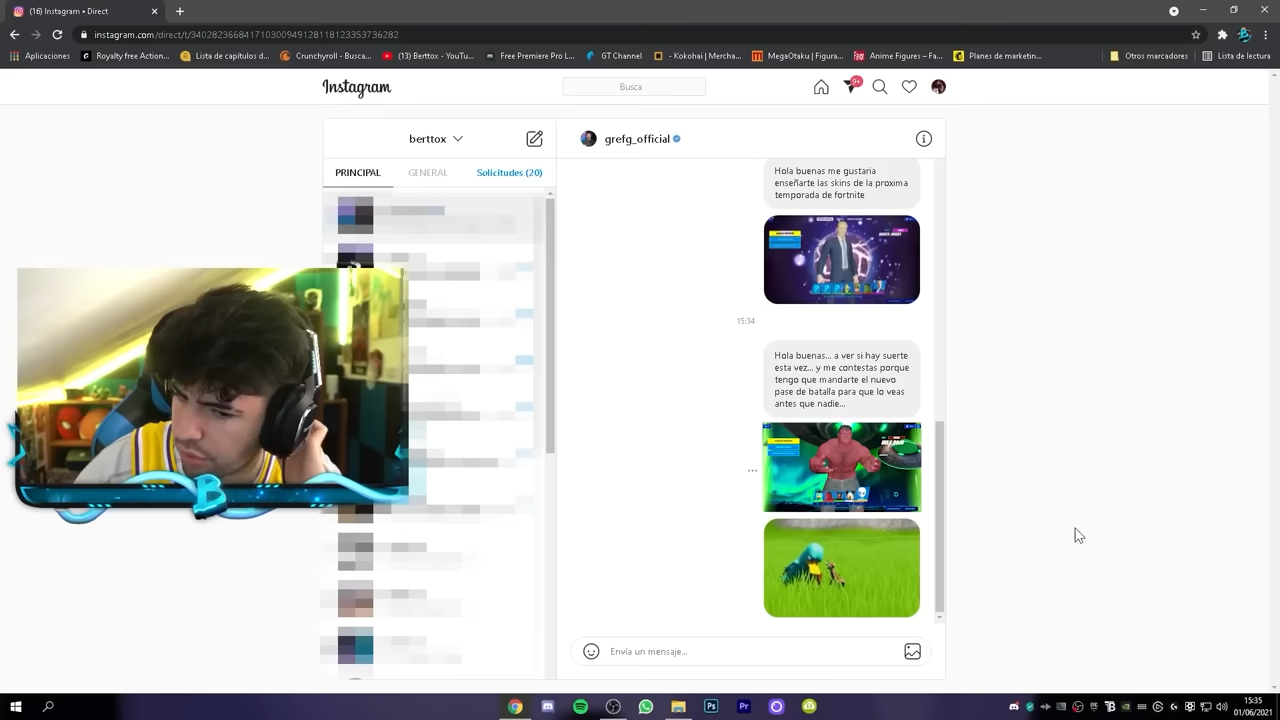 (16) Instagram • Direct
instagram.com/direct/t/340282366841710300949128118123353736282
Aplicaciones
Royalty free Action...
Lista de capítulos d...
Crunchyroll - Busca...
(13) Berttox - YouTu...
Free Premiere Pro L...
GT Channel
- Kokohai | Mercha...
MegaOtaku | Figura...
Anime Figures – Fa...
Planes de marketin...
Otros marcadores
Lista de lectura
Instagram
Busca
9+
berttox
grefg_official
PRINCIPAL
GENERAL
Solicitudes (20)
Hola buenas me gustaria
enseñarte las skins de la proxima
temporada de fortnite
15:34
Hola buenas... a ver si hay suerte
esta vez... y me contestas porque
tengo que mandarte el nuevo
pase de batalla para que lo veas
antes que nadie...
B
Envía un mensaje...
15:35
01/06/2021